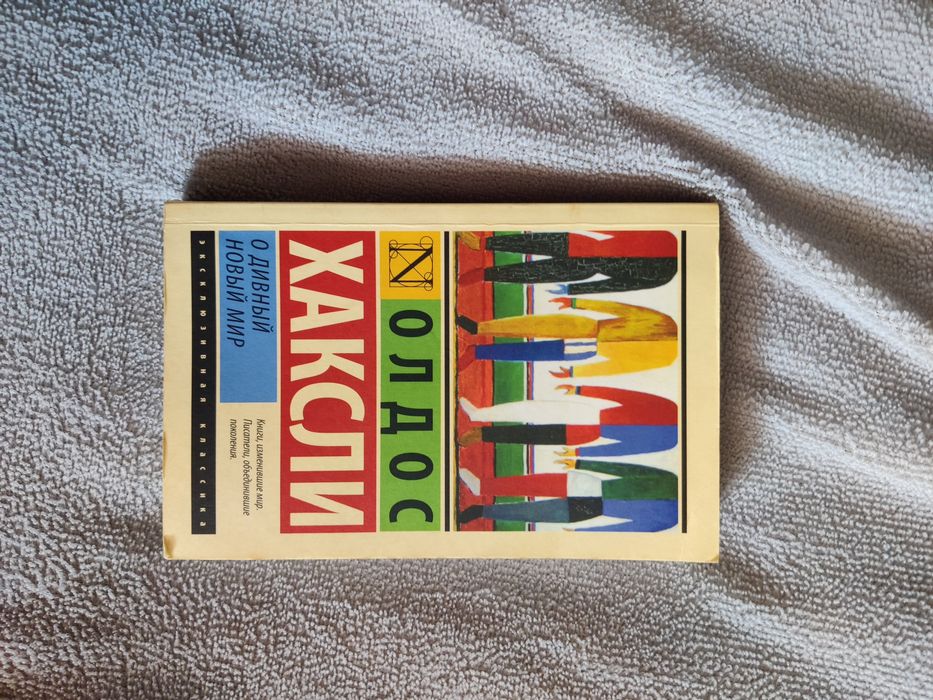 ОЛДОС
ХАКСЛИ
О ДИВНЫЙ
НОВЫЙ МИР
Книги, изменившие мир.
Писатели, объединившие
поколения.
ЭКСКЛЮЗИВНАЯ КЛАССИКА